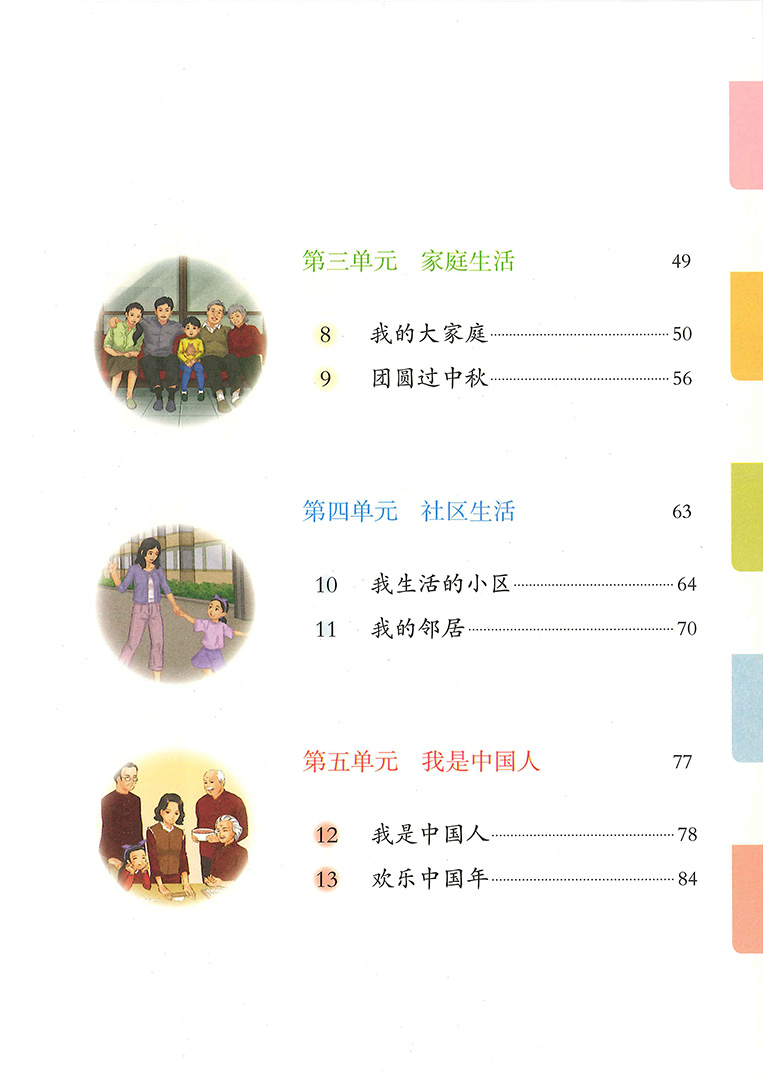 第三单元 家庭生活 49
8 我的大家庭 50
9 团圆过中秋 56
第四单元 社区生活 63
10 我生活的小区 64
11 我的邻居 70
第五单元 我是中国人 77
12 我是中国人 78
13 欢乐中国年 84